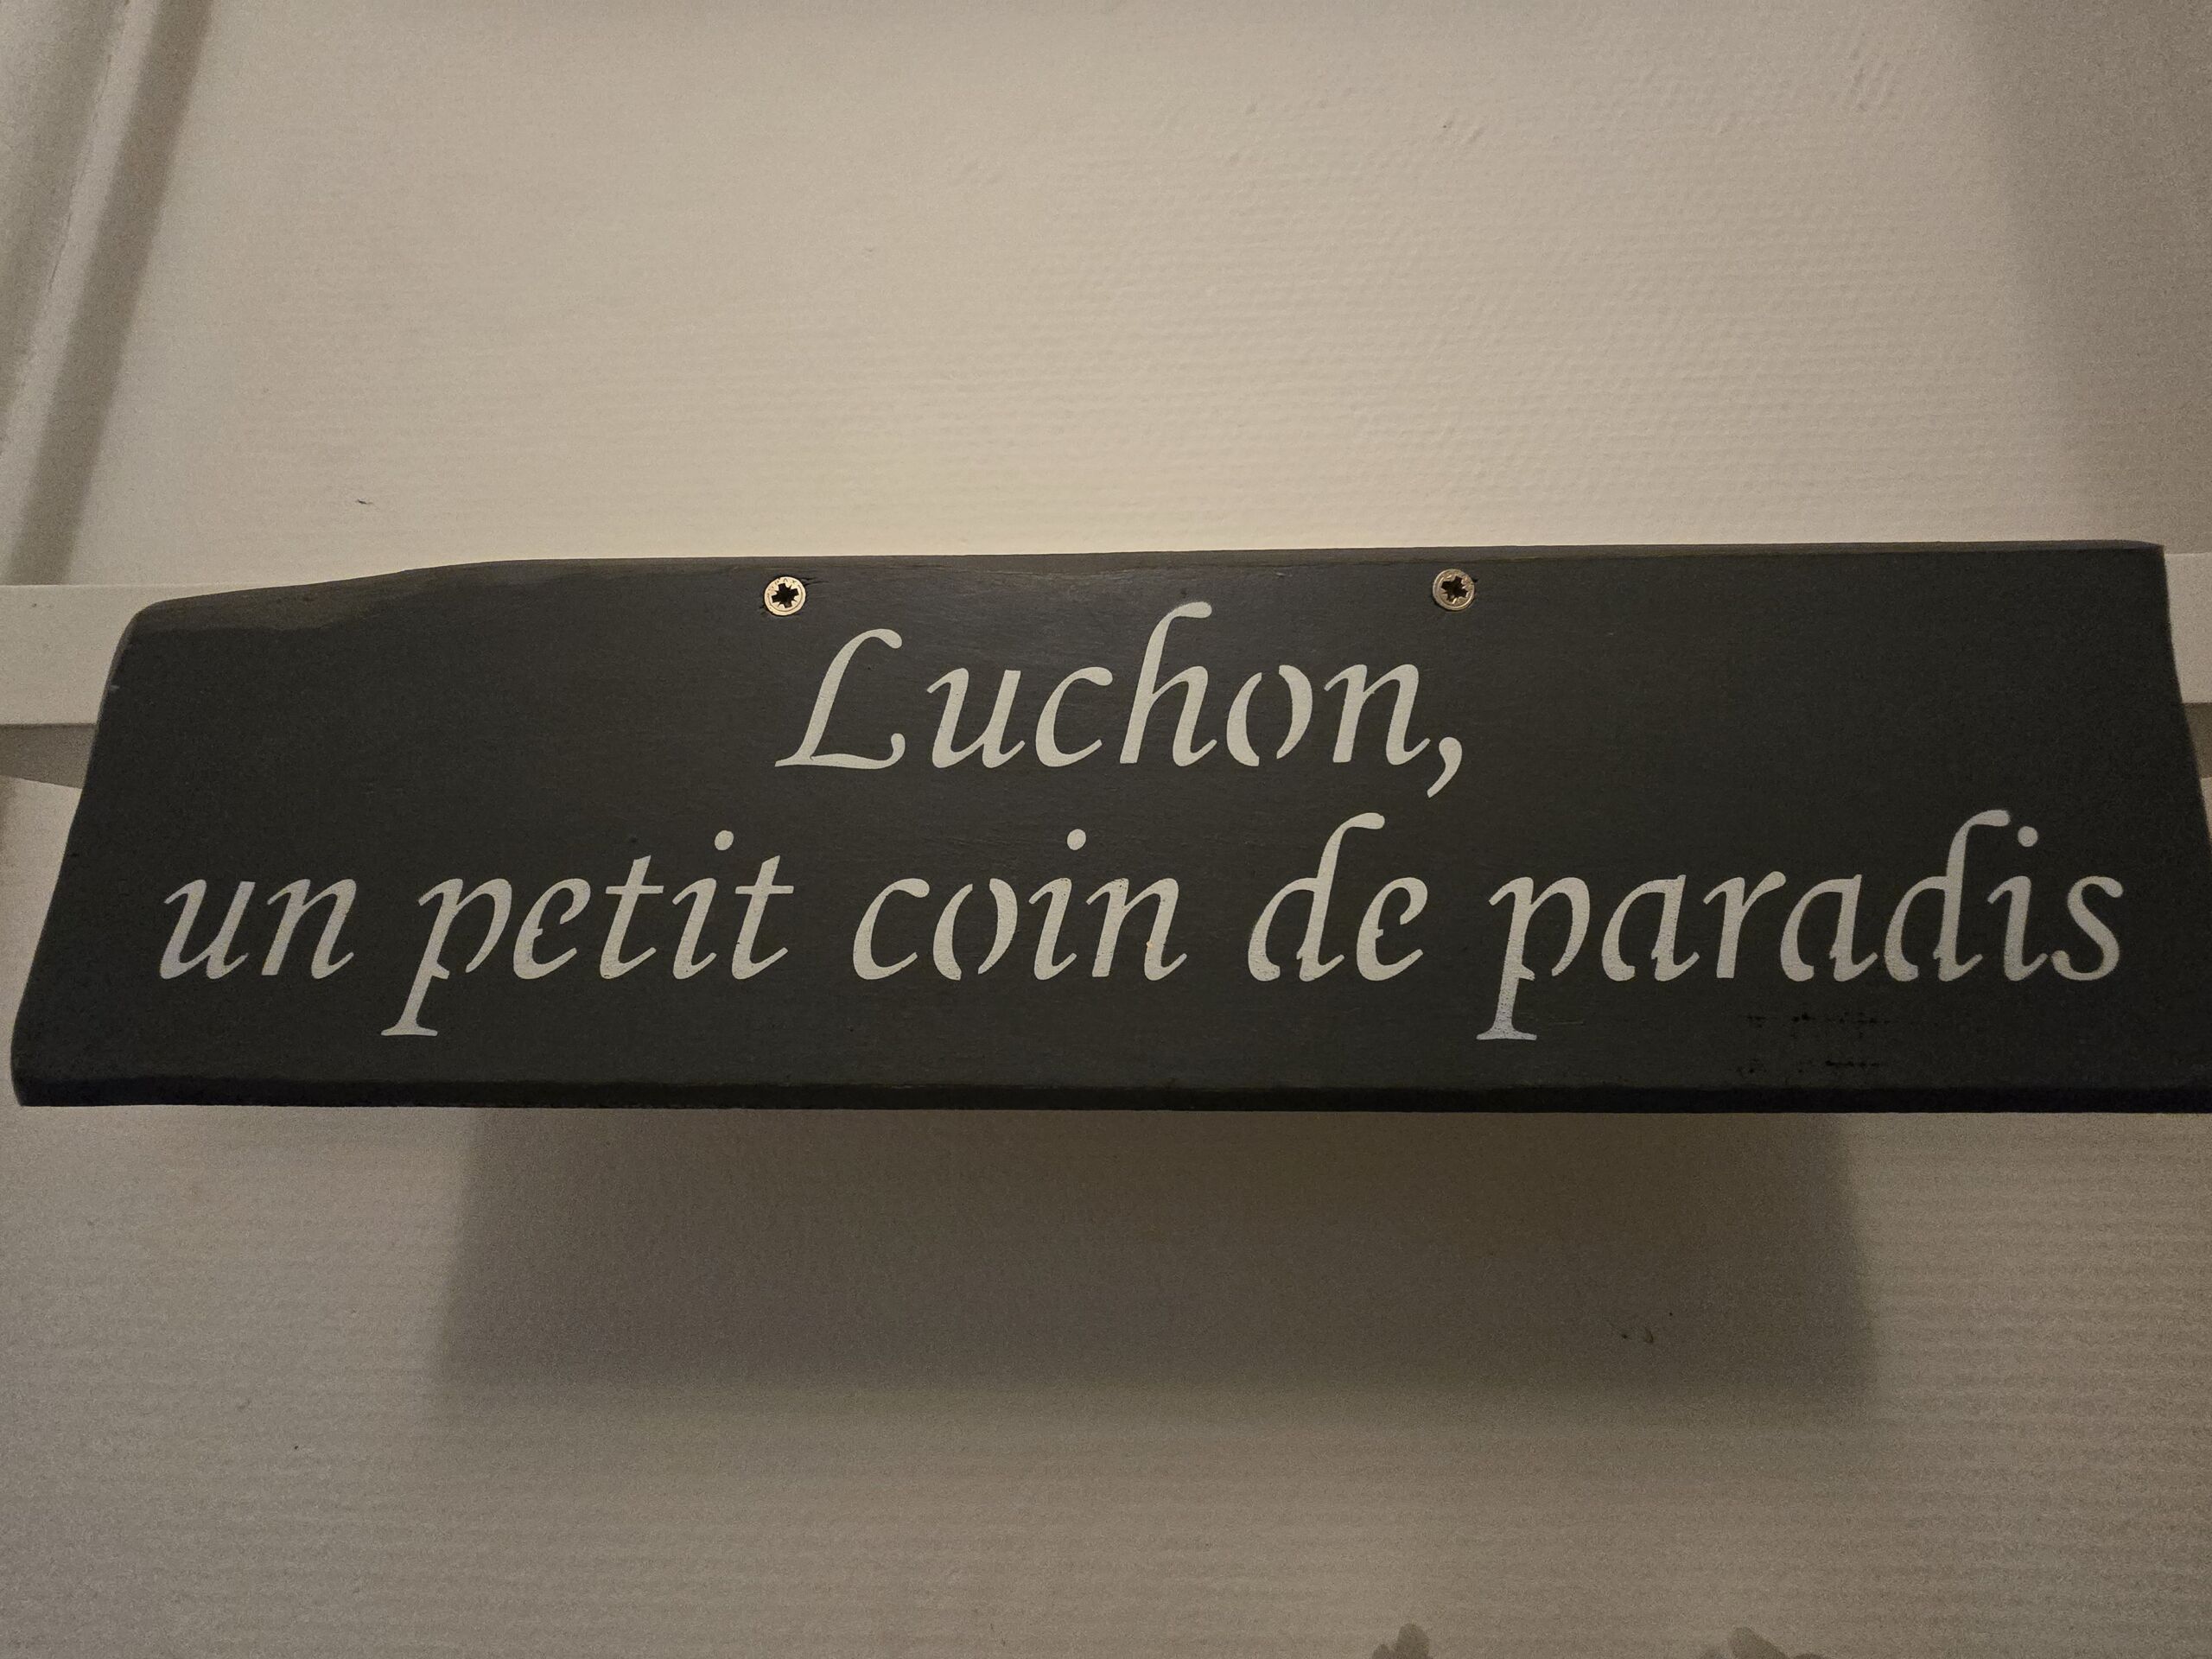 Luchon,
un petit coin de paradis